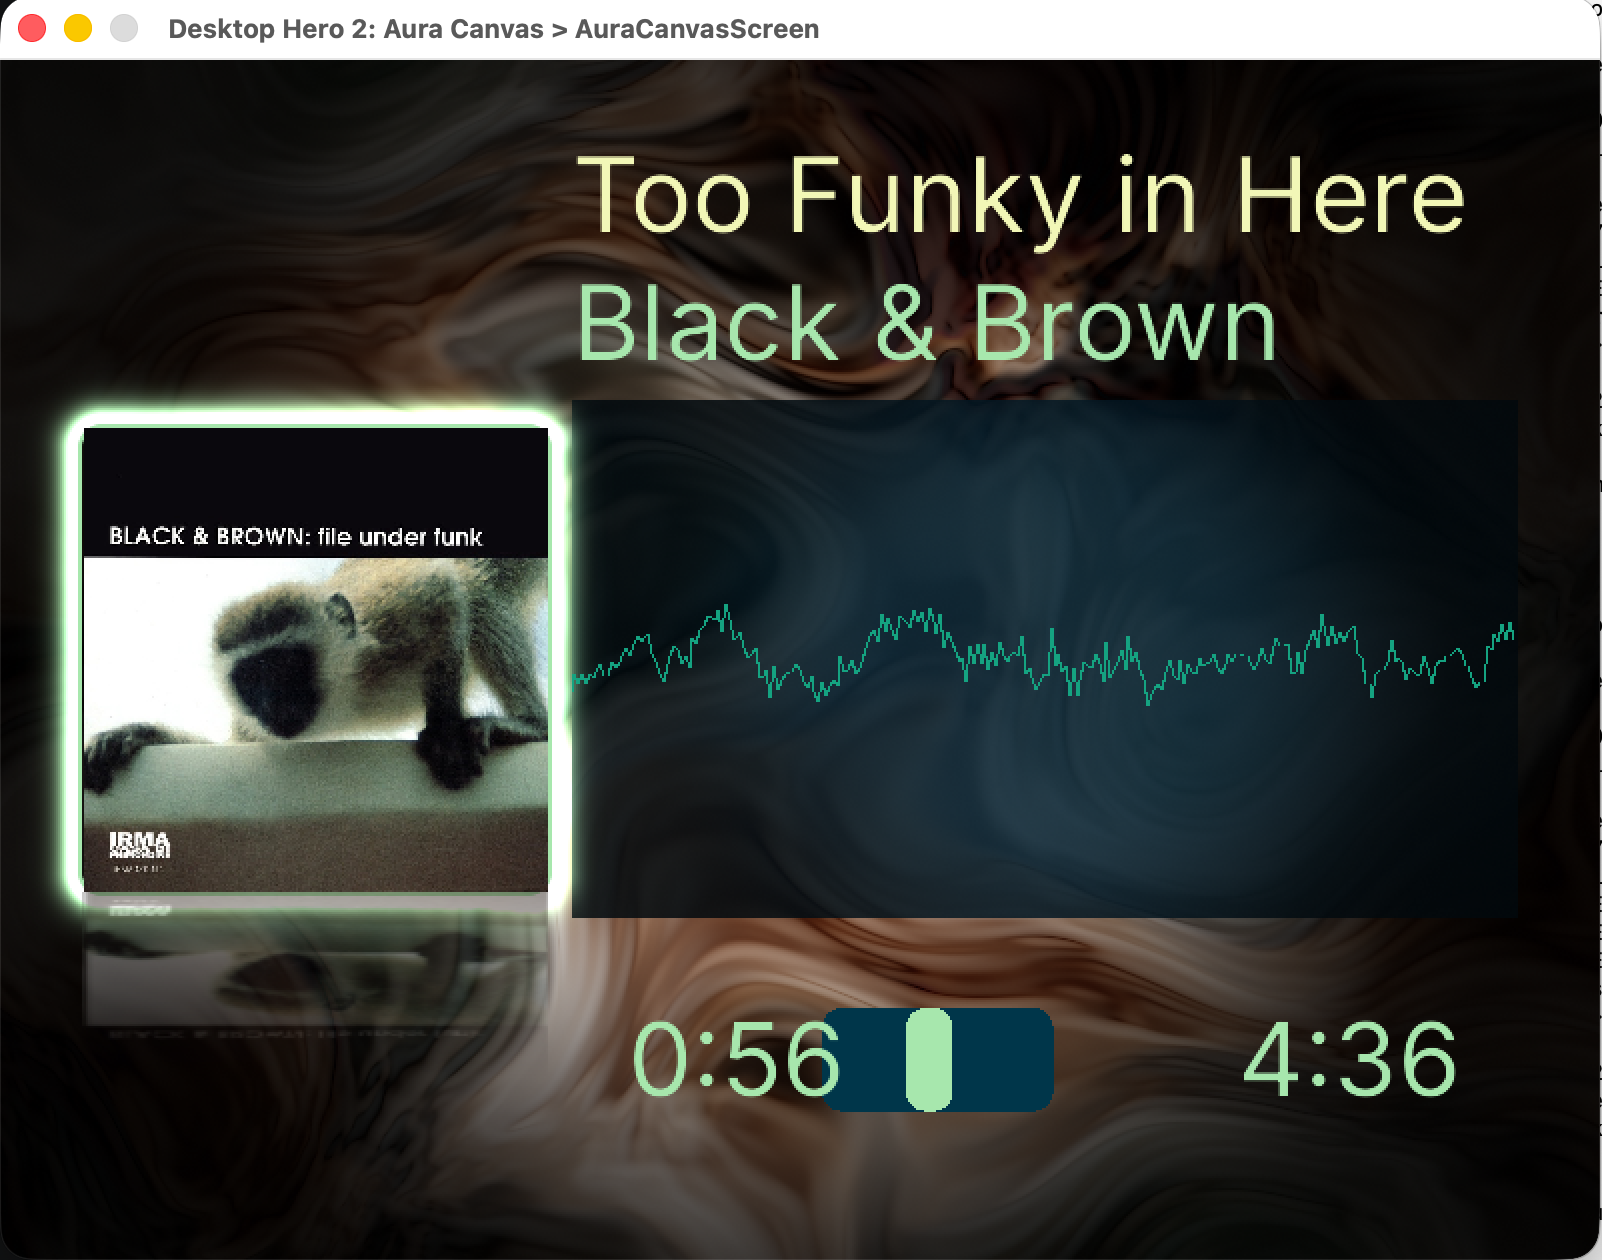 Desktop Hero 2: Aura Canvas > AuraCanvasScreen
Too Funky in Here
Black & Brown
BLACK & BROWN: file under funk
IRMA
0:56
4:36